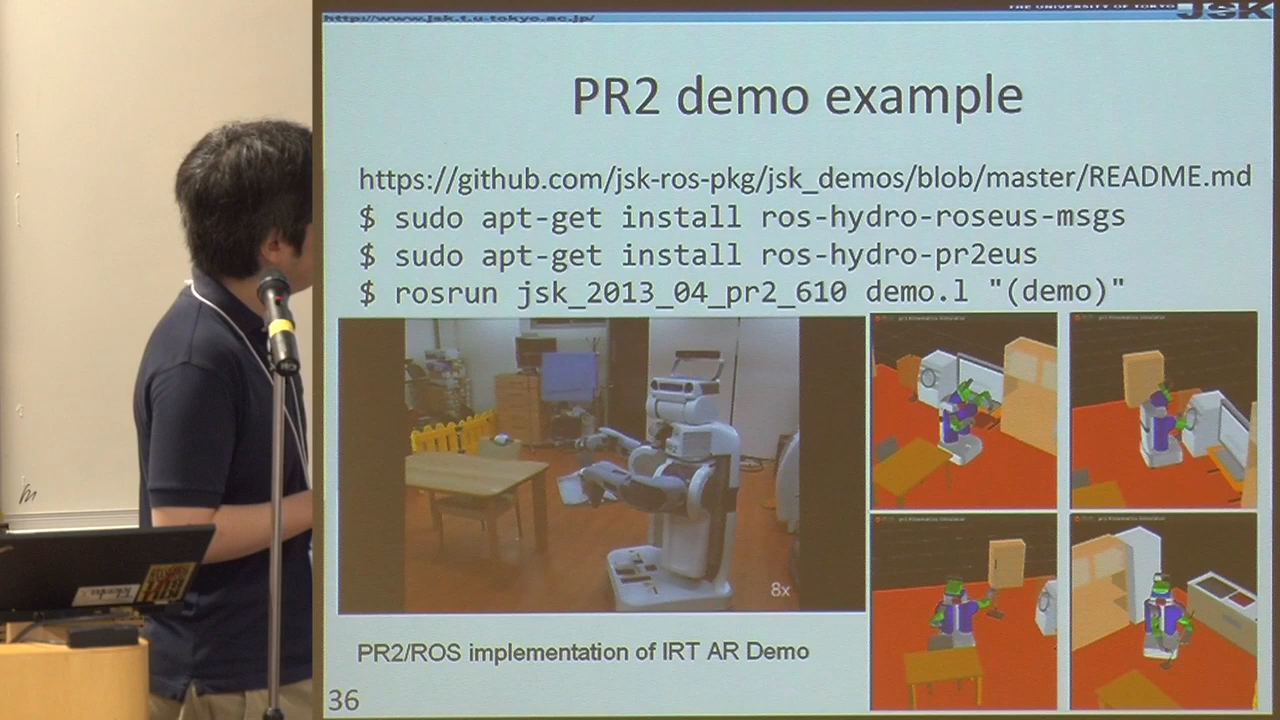 http://www.jsk.t.u-tokyo.ac.jp/
THE UNIVERSITY OF TOKYO JSK
PR2 demo example
https://github.com/jsk-ros-pkg/jsk_demos/blob/master/README.md
$ sudo apt-get install ros-hydro-roseus-msgs
$ sudo apt-get install ros-hydro-pr2eus
$ rosrun jsk_2013_04_pr2_610 demo.l "(demo)"
8x
PR2/ROS implementation of IRT AR Demo
36